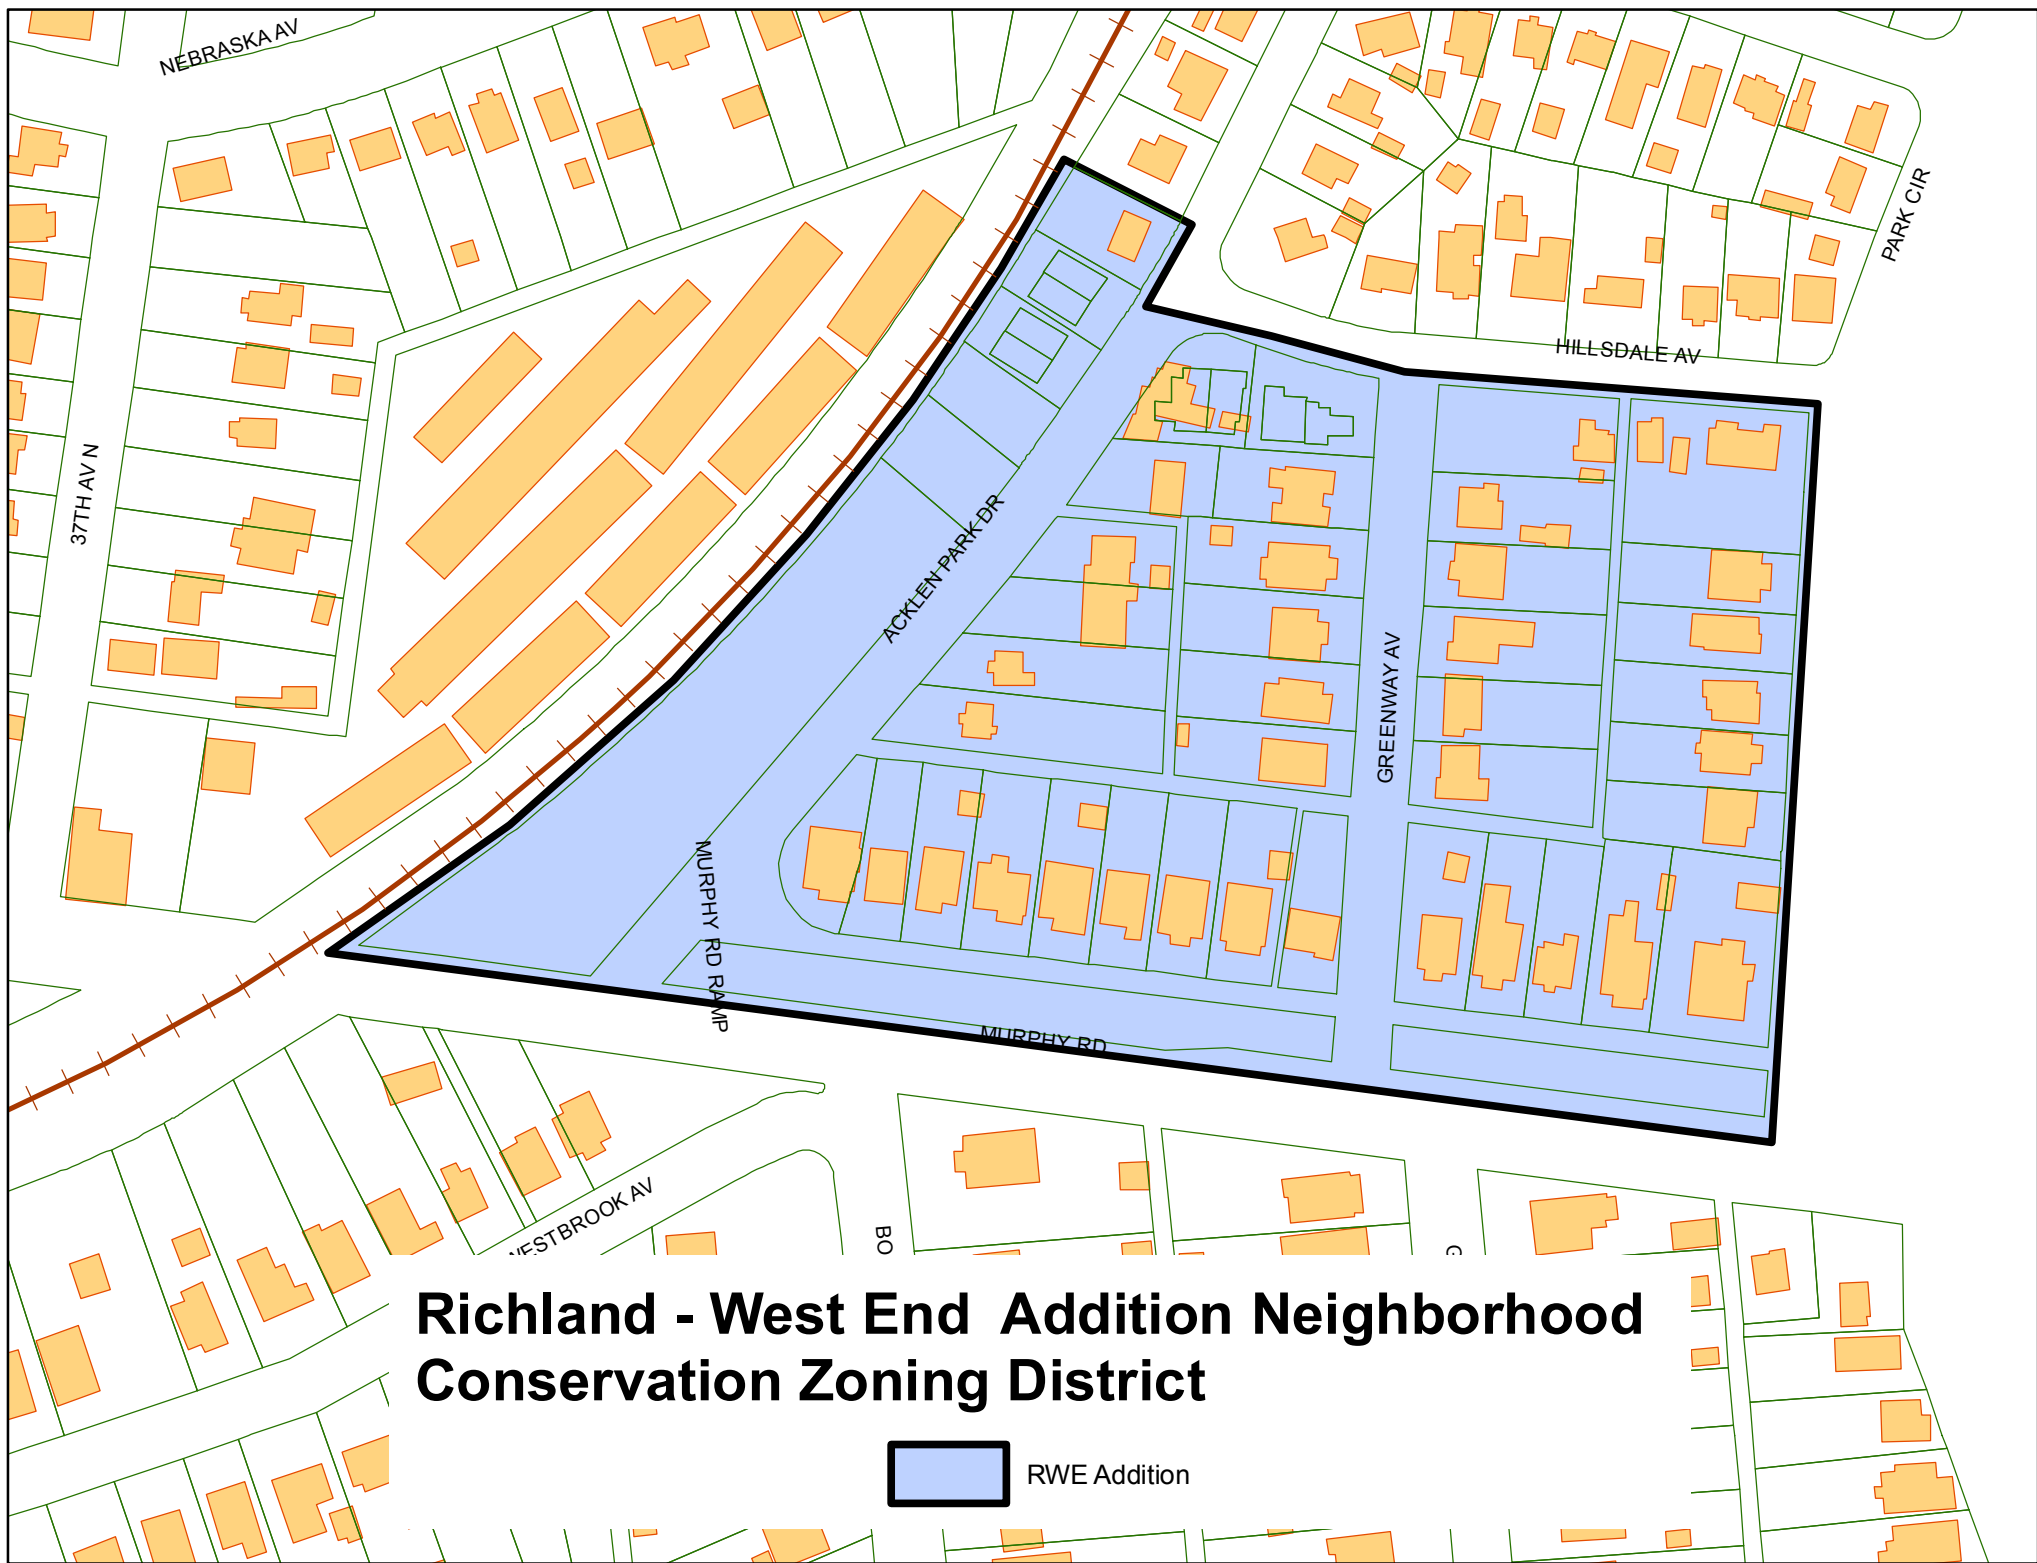 NEBRASKA AV
PARK CIR
HILLSDALE AV
37TH AV N
ACKLEN PARK DR
GREENWAY AV
MURPHY RD RAMP
MURPHY RD
WESTBROOK AV
BO
G
Richland - West End Addition Neighborhood
Conservation Zoning District
RWE Addition